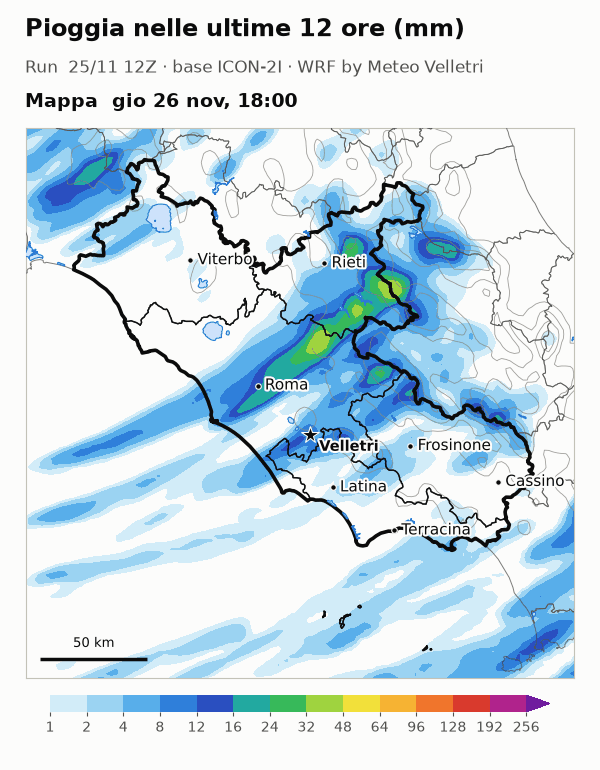 Pioggia nelle ultime 12 ore (mm)
Run  25/11 12Z · base ICON-2I · WRF by Meteo Velletri
Mappa  gio 26 nov, 18:00
Viterbo
Rieti
Roma
Velletri
Frosinone
Latina
Cassino
Terracina
50 km
1 2 4 8 12 16 24 32 48 64 96 128 192 256